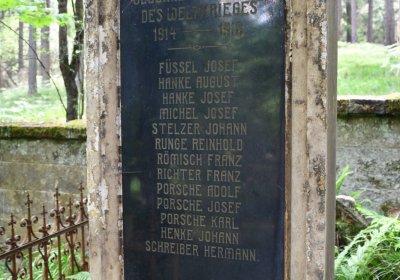 DES WELTKRIEGES
1914 – 1918
FÜSSEL JOSEF
HANKE AUGUST
HANKE JOSEF
MICHEL JOSEF
STELZER JOHANN
RUNGE REINHOLD
RÖMISCH FRANZ
RICHTER FRANZ
PORSCHE ADOLF
PORSCHE JOSEF
PORSCHE KARL
HENKE JOHANN
SCHREIBER HERMANN.